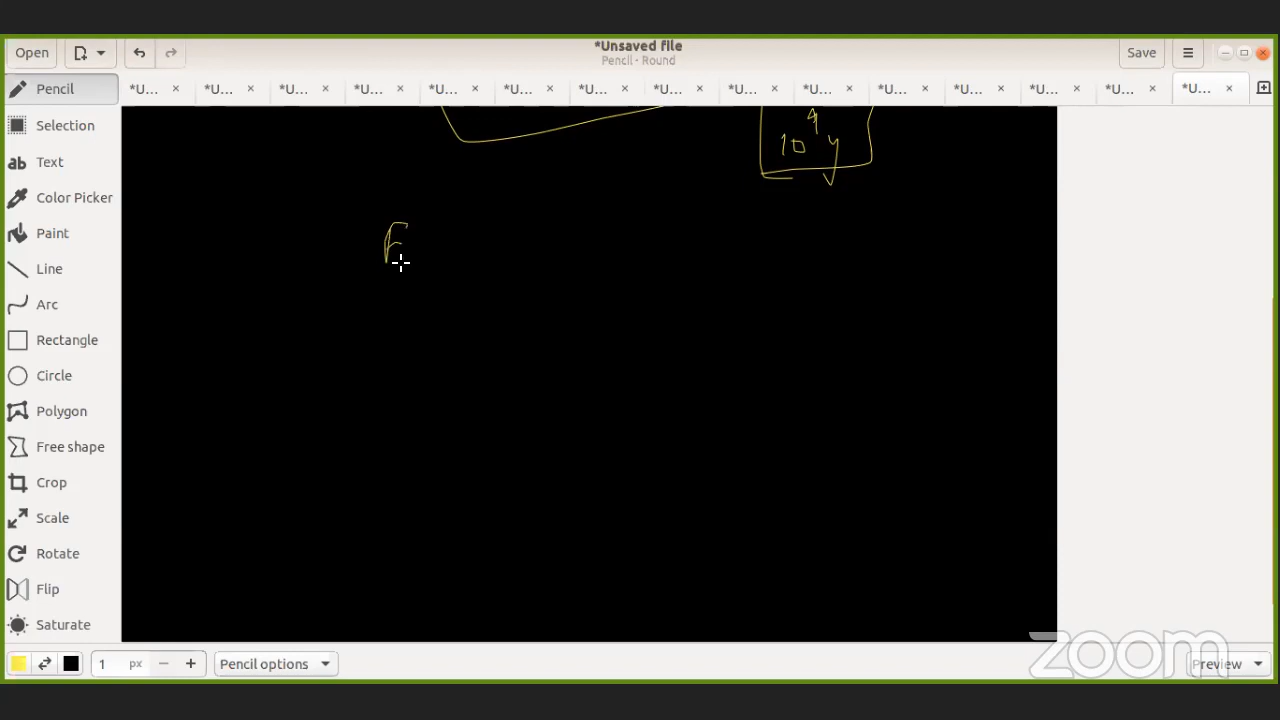 *Unsaved file
Open Pencil · Round Save
Pencil *U... *U... *U... *U... *U... *U... *U... *U... *U... *U... *U... *U... *U... *U... *U...
Selection
Text
Color Picker
Paint
Line
Arc
Rectangle
Circle
Polygon
Free shape
Crop
Scale
Rotate
Flip
Saturate
10^9 y
F
1 px − + Pencil options Preview
zoom